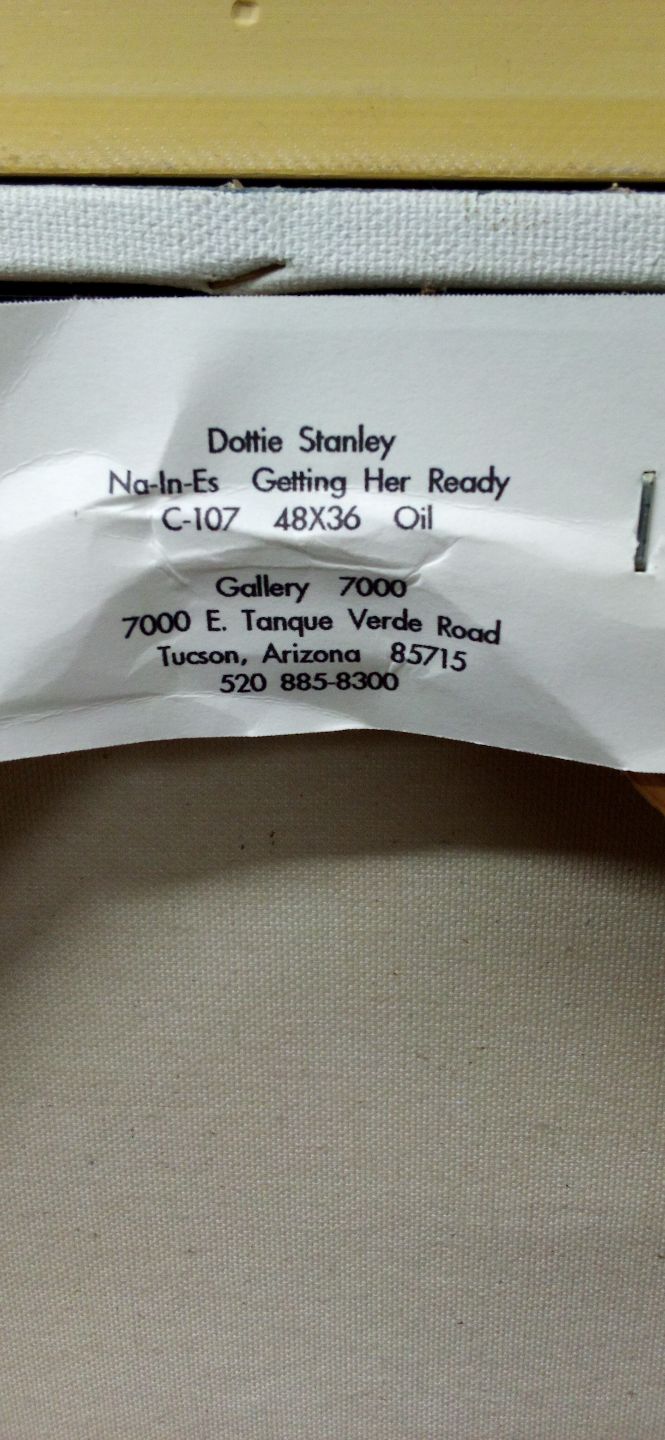 Dottie Stanley
Na-In-Es Getting Her Ready
C-107 48X36 Oil
Gallery 7000
7000 E. Tanque Verde Road
Tucson, Arizona 85715
520 885-8300